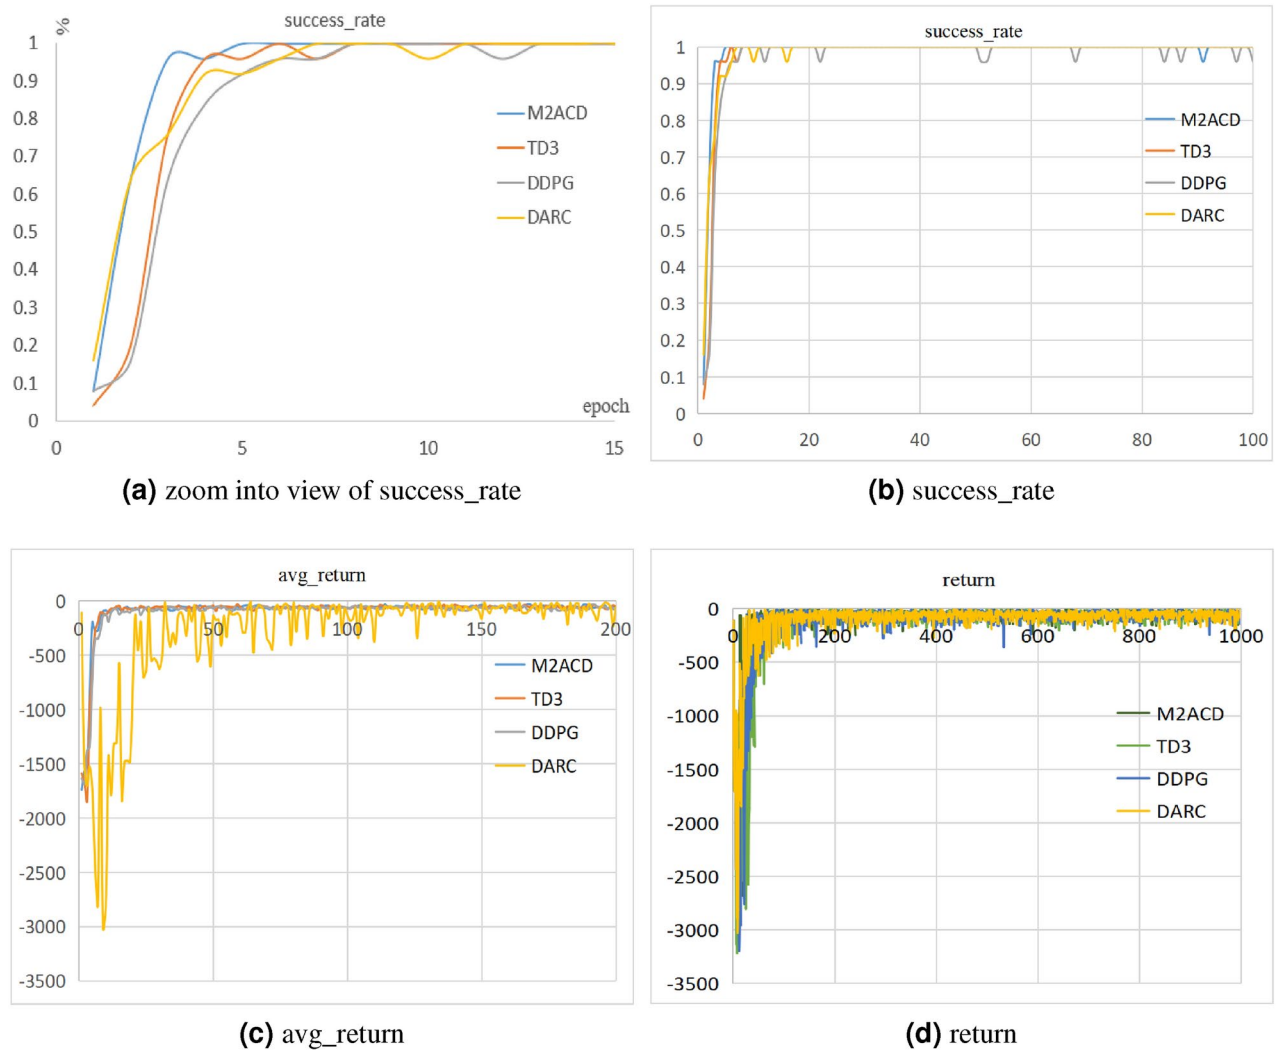 success_rate
%
1
0.9
0.8
0.7
0.6
0.5
0.4
0.3
0.2
0.1
0
M2ACD
TD3
DDPG
DARC
epoch
0 5 10 15
(a) zoom into view of success_rate
success_rate
1
0.9
0.8
0.7
0.6
0.5
0.4
0.3
0.2
0.1
0
M2ACD
TD3
DDPG
DARC
0 20 40 60 80 100
(b) success_rate
avg_return
0
-500
-1000
-1500
-2000
-2500
-3000
-3500
0 50 100 150 200
M2ACD
TD3
DDPG
DARC
(c) avg_return
return
0
-500
-1000
-1500
-2000
-2500
-3000
-3500
0 200 400 600 800 1000
M2ACD
TD3
DDPG
DARC
(d) return